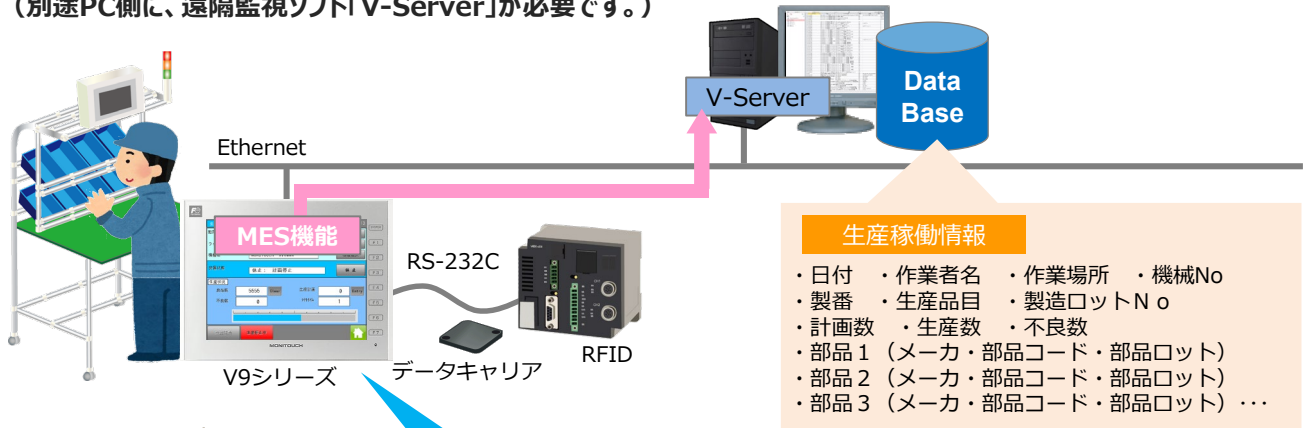 （別途PC側に、遠隔監視ソフト「V-Server」が必要です。）
V-Server
Data
Base
Ethernet
MES機能
RS-232C
生産稼働情報
・日付　・作業者名　・作業場所　・機械No
・製番　・生産品目　・製造ロットＮｏ
・計画数　・生産数　・不良数
・部品１（メーカ・部品コード・部品ロット）
・部品２（メーカ・部品コード・部品ロット）
・部品３（メーカ・部品コード・部品ロット）･･･
MONITOUCH
V9シリーズ
データキャリア
RFID